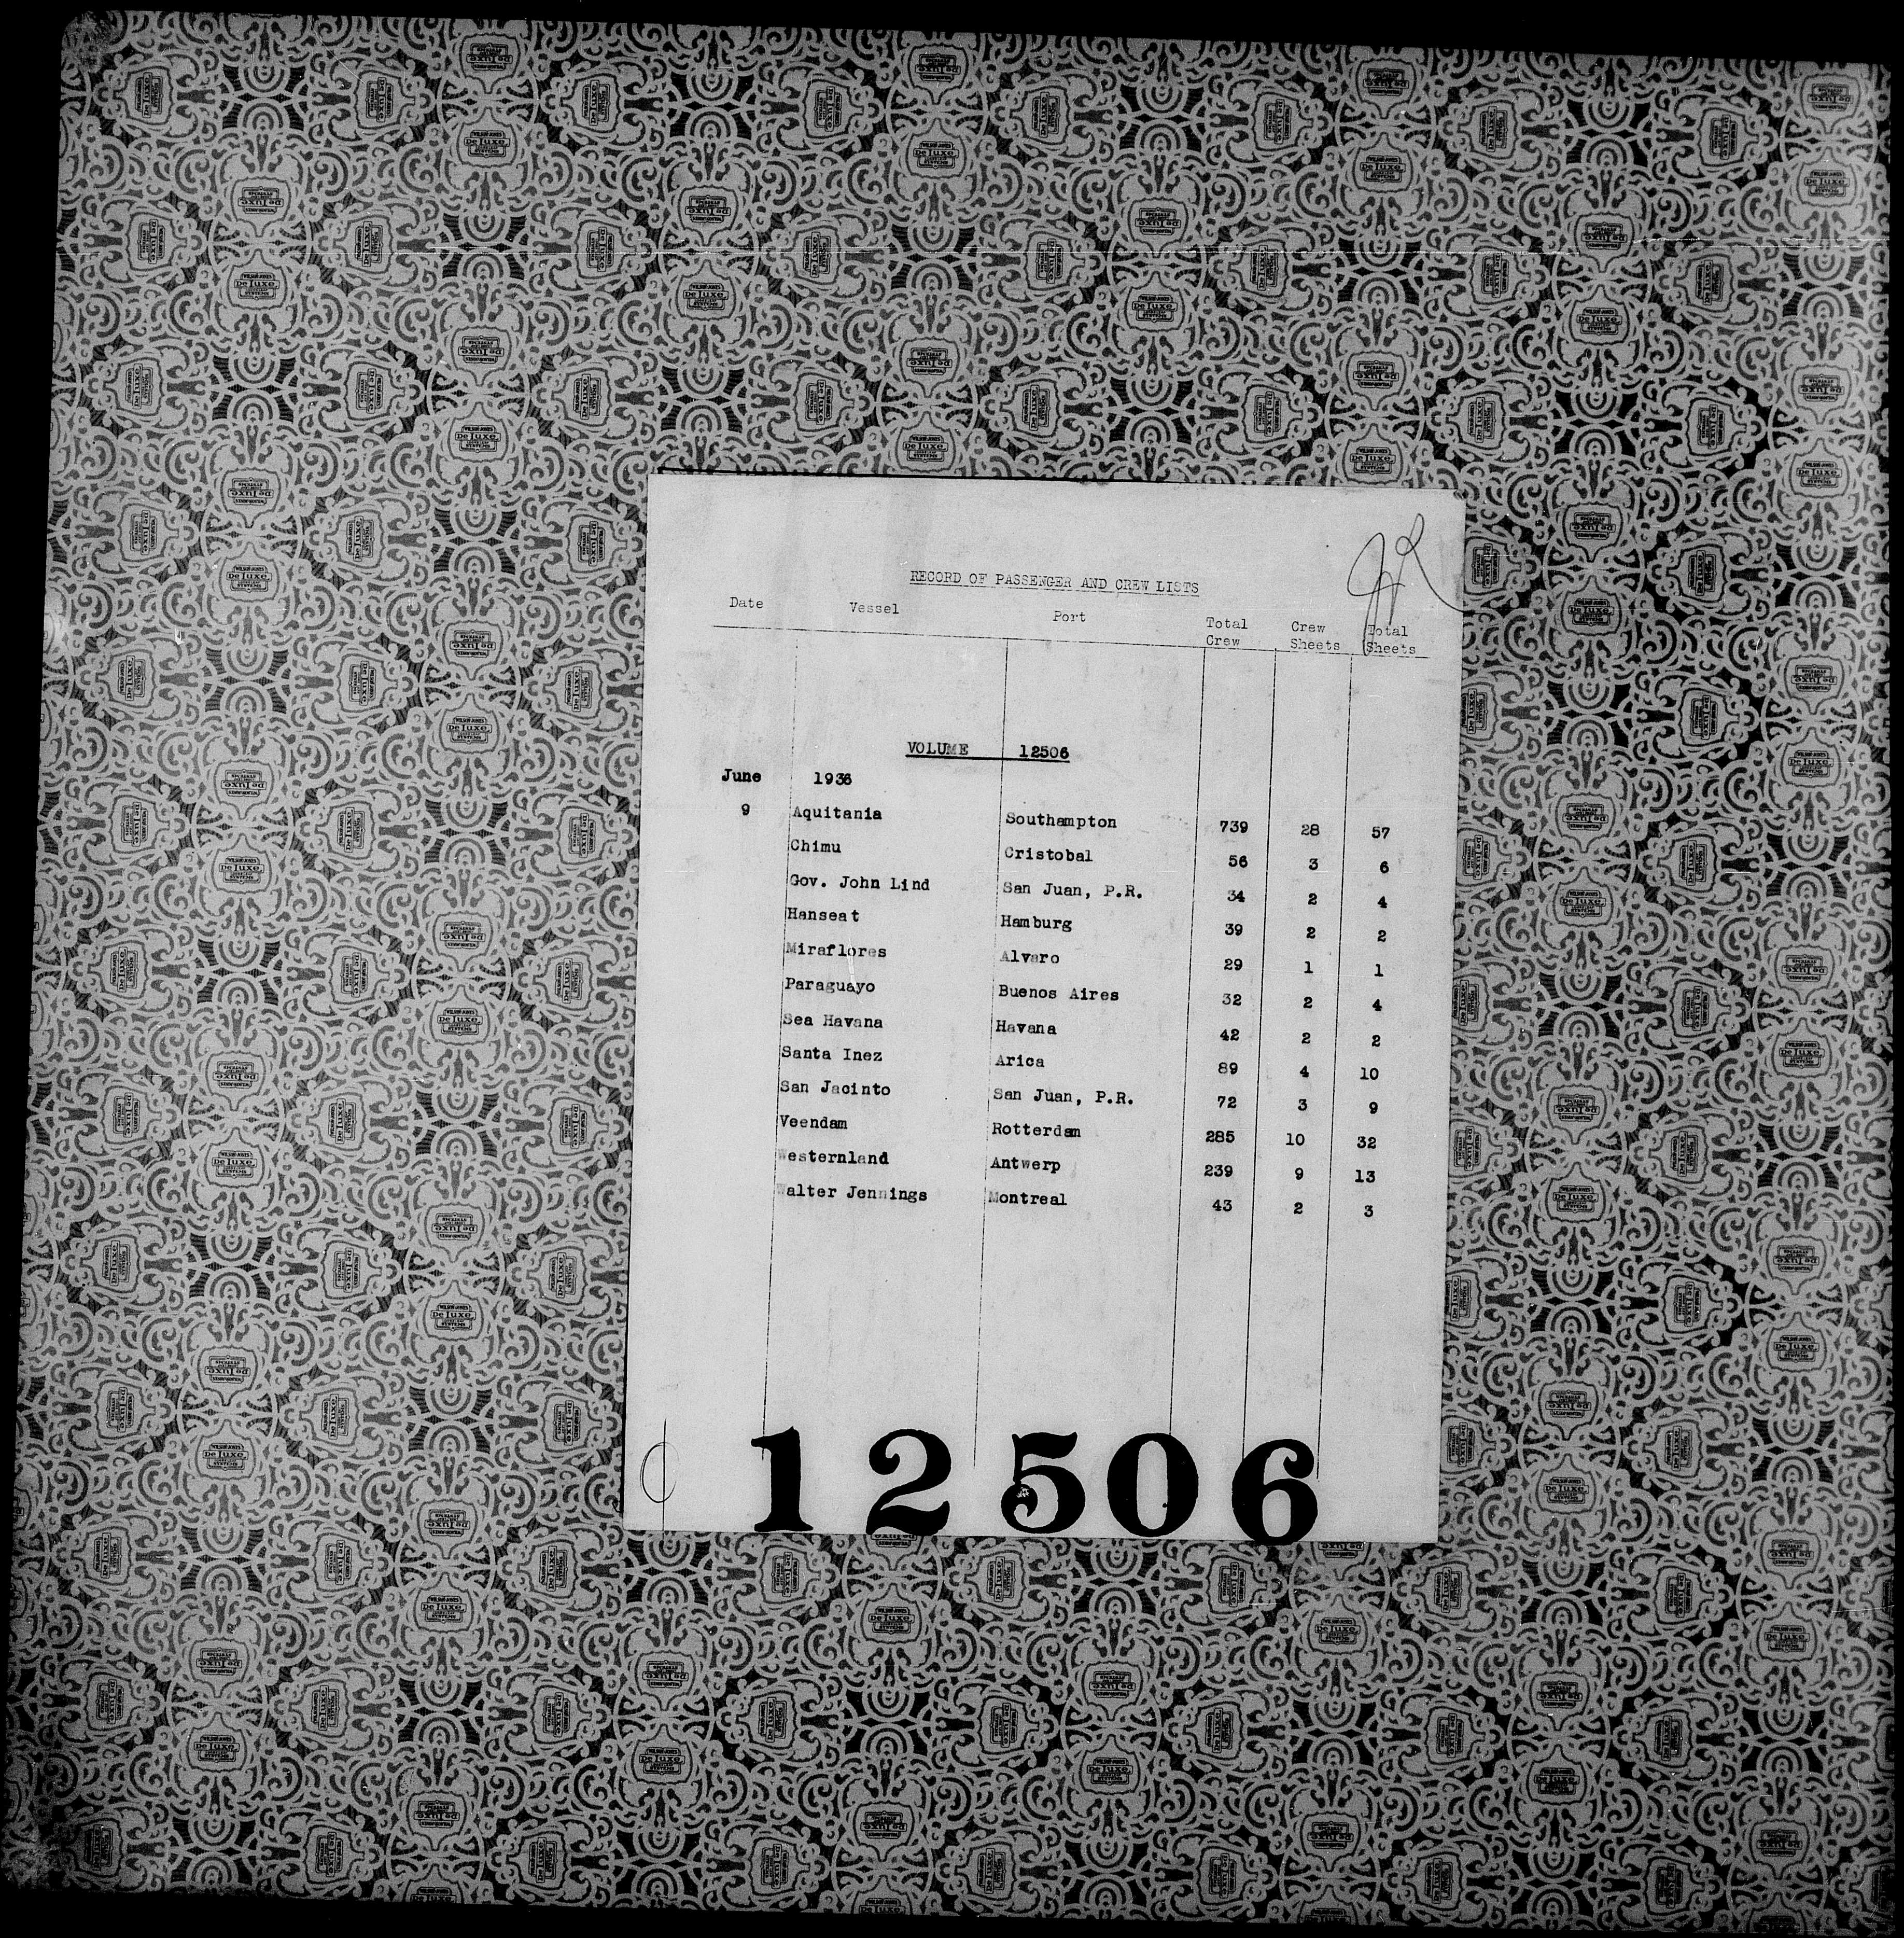 RECORD OF PASSENGER AND CREW LISTS
Date Vessel Port Total Crew Crew Sheets Total Sheets
VOLUME 12506
June 1936
9 Aquitania Southampton 739 28 57
Chimu Cristobal 56 3 6
Gov. John Lind San Juan, P.R. 34 2 4
Hanseat Hamburg 39 2 2
Miraflores Alvaro 29 1 1
Paraguayo Buenos Aires 32 2 4
Sea Havana Havana 42 2 2
Santa Inez Arica 89 4 10
San Jacinto San Juan, P.R. 72 3 9
Veendam Rotterdam 285 10 32
Westernland Antwerp 239 9 13
Walter Jennings Montreal 43 2 3
12506